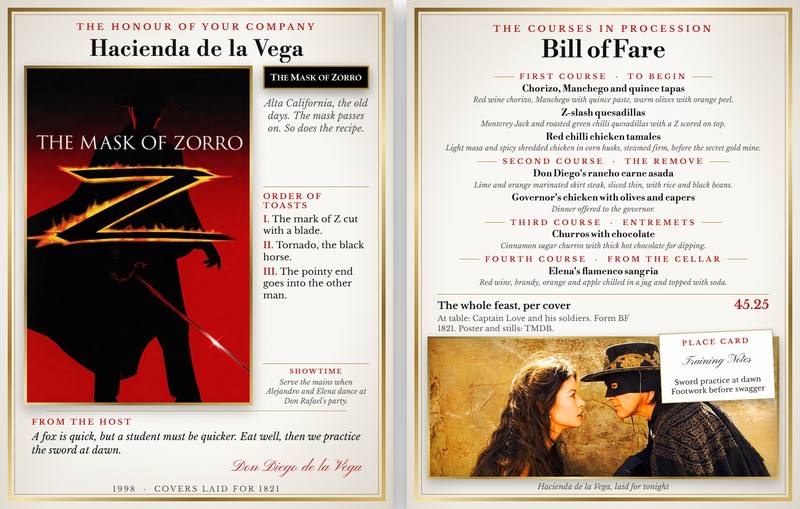 THE HONOUR OF YOUR COMPANY
Hacienda de la Vega
THE MASK OF ZORRO
THE MASK OF ZORRO
Alta California, the old
days. The mask passes
on. So does the recipe.
ORDER OF
TOASTS
I. The mark of Z cut
with a blade.
II. Tornado, the black
horse.
III. The pointy end
goes into the other
man.
SHOWTIME
Serve the mains when
Alejandro and Elena dance at
Don Rafael's party.
FROM THE HOST
A fox is quick, but a student must be quicker. Eat well, then we practice
the sword at dawn.
Don Diego de la Vega
1998 · COVERS LAID FOR 1821
THE COURSES IN PROCESSION
Bill of Fare
FIRST COURSE · TO BEGIN
Chorizo, Manchego and quince tapas
Red wine chorizo, Manchego with quince paste, warm olives with orange peel.
Z-slash quesadillas
Monterey Jack and roasted green chilli quesadillas with a Z scored on top.
Red chilli chicken tamales
Light masa and spicy shredded chicken in corn husks, steamed firm, before the secret gold mine.
SECOND COURSE · THE REMOVE
Don Diego's rancho carne asada
Lime and orange marinated skirt steak, sliced thin, with rice and black beans.
Governor's chicken with olives and capers
Dinner offered to the governor.
THIRD COURSE · ENTREMETS
Churros with chocolate
Cinnamon sugar churros with thick hot chocolate for dipping.
FOURTH COURSE · FROM THE CELLAR
Elena's flamenco sangria
Red wine, brandy, orange and apple chilled in a jug and topped with soda.
The whole feast, per cover 45.25
At table: Captain Love and his soldiers. Form BF
1821. Poster and stills: TMDB.
PLACE CARD
Training Notes
Sword practice at dawn
Footwork before swagger
Hacienda de la Vega, laid for tonight